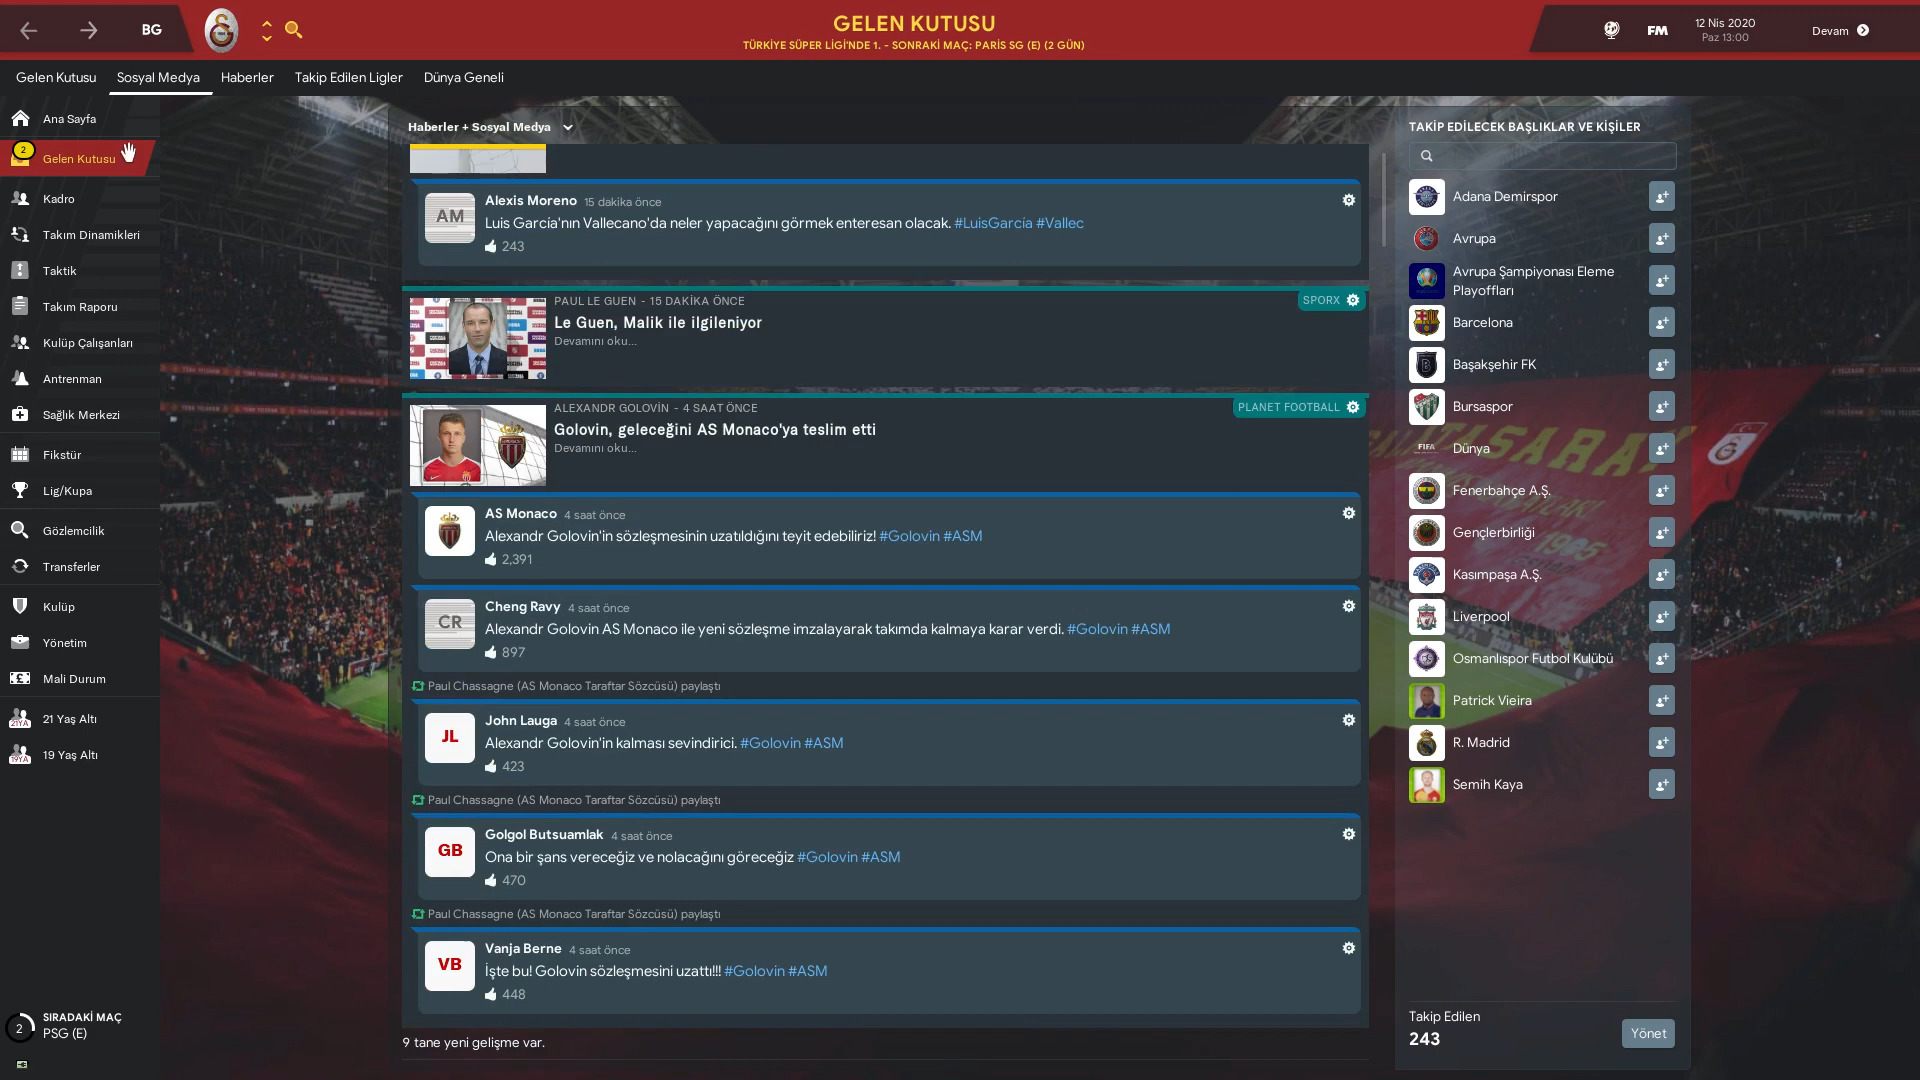 BG
GELEN KUTUSU
TÜRKİYE SÜPER LİGİ'NDE 1. - SONRAKİ MAÇ: PARİS SG (E) (2 GÜN)
FM
12 Nis 2020
Paz 13:00
Devam
Gelen Kutusu
Sosyal Medya
Haberler
Takip Edilen Ligler
Dünya Geneli
Ana Sayfa
2
Gelen Kutusu
Kadro
Takım Dinamikleri
Taktik
Takım Raporu
Kulüp Çalışanları
Antrenman
Sağlık Merkezi
Fikstür
Lig/Kupa
Gözlemcilik
Transferler
Kulüp
Yönetim
Mali Durum
21YA
21 Yaş Altı
19YA
19 Yaş Altı
2
SIRADAKİ MAÇ
PSG (E)
Haberler + Sosyal Medya
AM
Alexis Moreno 15 dakika önce
Luis García'nın Vallecano'da neler yapacağını görmek enteresan olacak. #LuisGarcía #Vallec
243
PAUL LE GUEN - 15 DAKİKA ÖNCE
SPORX
Le Guen, Malik ile ilgileniyor
Devamını oku...
ALEXANDR GOLOVİN - 4 SAAT ÖNCE
PLANET FOOTBALL
Golovin, geleceğini AS Monaco'ya teslim etti
Devamını oku...
AS Monaco 4 saat önce
Alexandr Golovin'in sözleşmesinin uzatıldığını teyit edebiliriz! #Golovin #ASM
2,391
CR
Cheng Ravy 4 saat önce
Alexandr Golovin AS Monaco ile yeni sözleşme imzalayarak takımda kalmaya karar verdi. #Golovin #ASM
897
Paul Chassagne (AS Monaco Taraftar Sözcüsü) paylaştı
JL
John Lauga 4 saat önce
Alexandr Golovin'in kalması sevindirici. #Golovin #ASM
423
Paul Chassagne (AS Monaco Taraftar Sözcüsü) paylaştı
GB
Golgol Butsuamlak 4 saat önce
Ona bir şans vereceğiz ve nolacağını göreceğiz #Golovin #ASM
470
Paul Chassagne (AS Monaco Taraftar Sözcüsü) paylaştı
VB
Vanja Berne 4 saat önce
İşte bu! Golovin sözleşmesini uzattı!!! #Golovin #ASM
448
9 tane yeni gelişme var.
TAKİP EDİLECEK BAŞLIKLAR VE KİŞİLER
Adana Demirspor
Avrupa
Avrupa Şampiyonası Eleme
Playoffları
Barcelona
Başakşehir FK
Bursaspor
FIFA
Dünya
Fenerbahçe A.Ş.
Gençlerbirliği
Kasımpaşa A.Ş.
Liverpool
Osmanlıspor Futbol Kulübü
Patrick Vieira
R. Madrid
Semih Kaya
Takip Edilen
243
Yönet